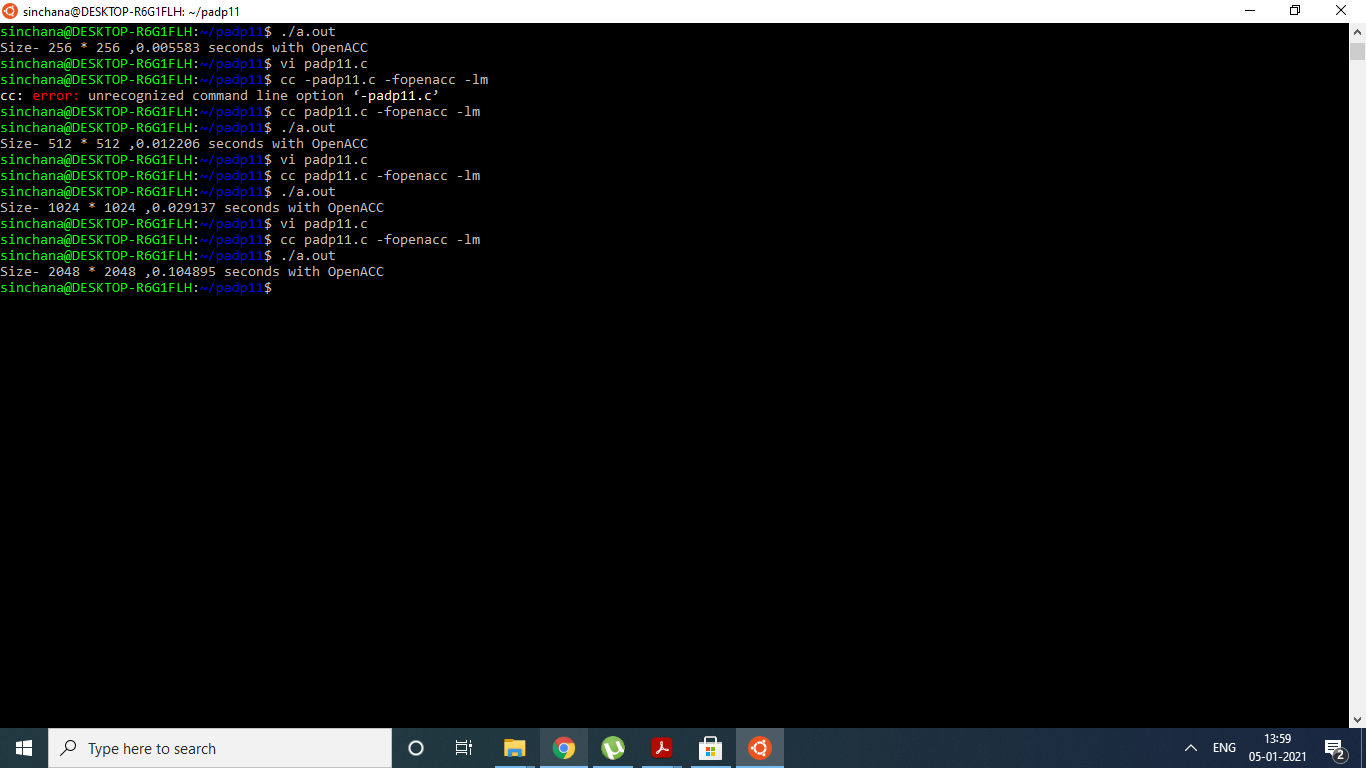 sinchana@DESKTOP-R6G1FLH: ~/padp11
sinchana@DESKTOP-R6G1FLH:~/padp11$ ./a.out
Size- 256 * 256 ,0.005583 seconds with OpenACC
sinchana@DESKTOP-R6G1FLH:~/padp11$ vi padp11.c
sinchana@DESKTOP-R6G1FLH:~/padp11$ cc -padp11.c -fopenacc -lm
cc: error: unrecognized command line option ‘-padp11.c’
sinchana@DESKTOP-R6G1FLH:~/padp11$ cc padp11.c -fopenacc -lm
sinchana@DESKTOP-R6G1FLH:~/padp11$ ./a.out
Size- 512 * 512 ,0.012206 seconds with OpenACC
sinchana@DESKTOP-R6G1FLH:~/padp11$ vi padp11.c
sinchana@DESKTOP-R6G1FLH:~/padp11$ cc padp11.c -fopenacc -lm
sinchana@DESKTOP-R6G1FLH:~/padp11$ ./a.out
Size- 1024 * 1024 ,0.029137 seconds with OpenACC
sinchana@DESKTOP-R6G1FLH:~/padp11$ vi padp11.c
sinchana@DESKTOP-R6G1FLH:~/padp11$ cc padp11.c -fopenacc -lm
sinchana@DESKTOP-R6G1FLH:~/padp11$ ./a.out
Size- 2048 * 2048 ,0.104895 seconds with OpenACC
sinchana@DESKTOP-R6G1FLH:~/padp11$
Type here to search
ENG
13:59
05-01-2021
2